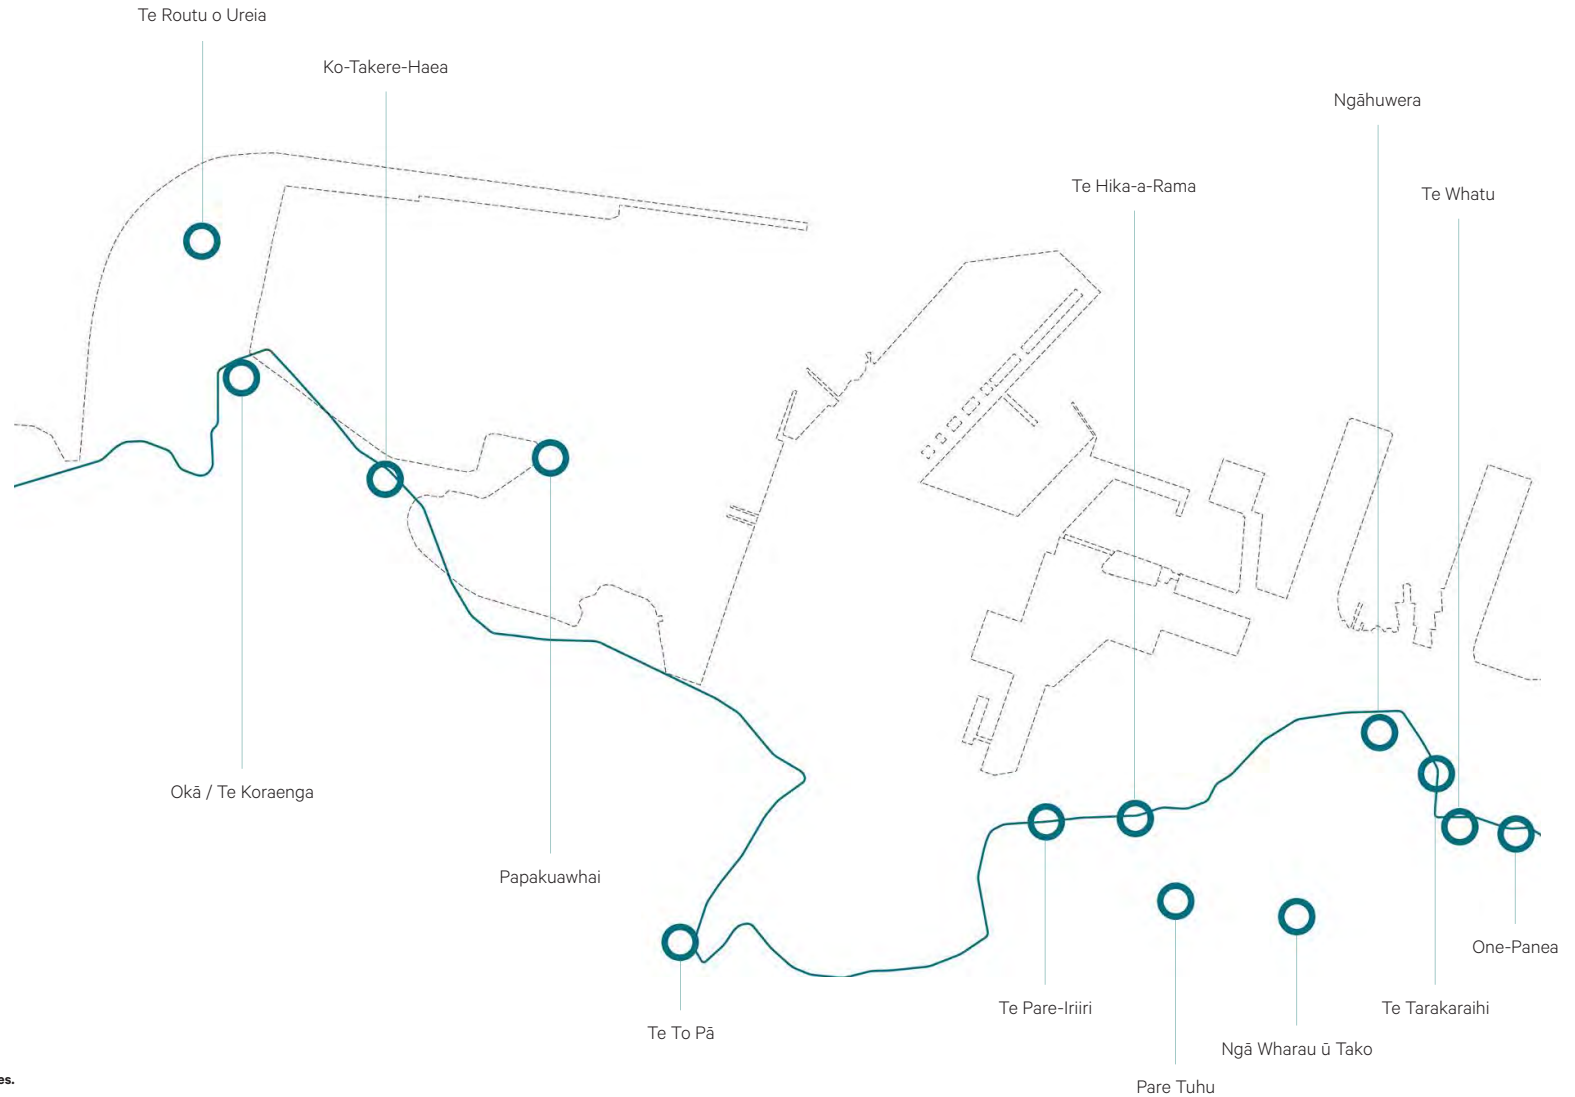 Te Routu o Ureia
Ko-Takere-Haea
Ngāhuwera
Te Hika-a-Rama
Te Whatu
Okā / Te Koraenga
Papakuawhai
One-Panea
Te Pare-Iriiri
Te Tarakaraihi
Te To Pā
Ngā Wharau ū Tako
es.
Pare Tuhu